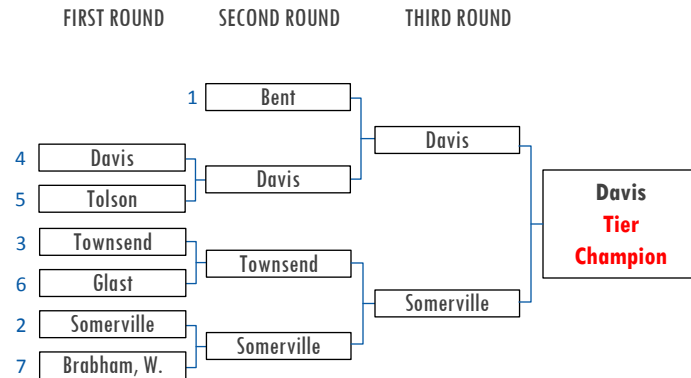 FIRST ROUND SECOND ROUND THIRD ROUND
1 Bent
Davis
4 Davis
Davis
5 Tolson
Davis
Tier
Champion
3 Townsend
Townsend
6 Glast
Somerville
2 Somerville
Somerville
7 Brabham, W.